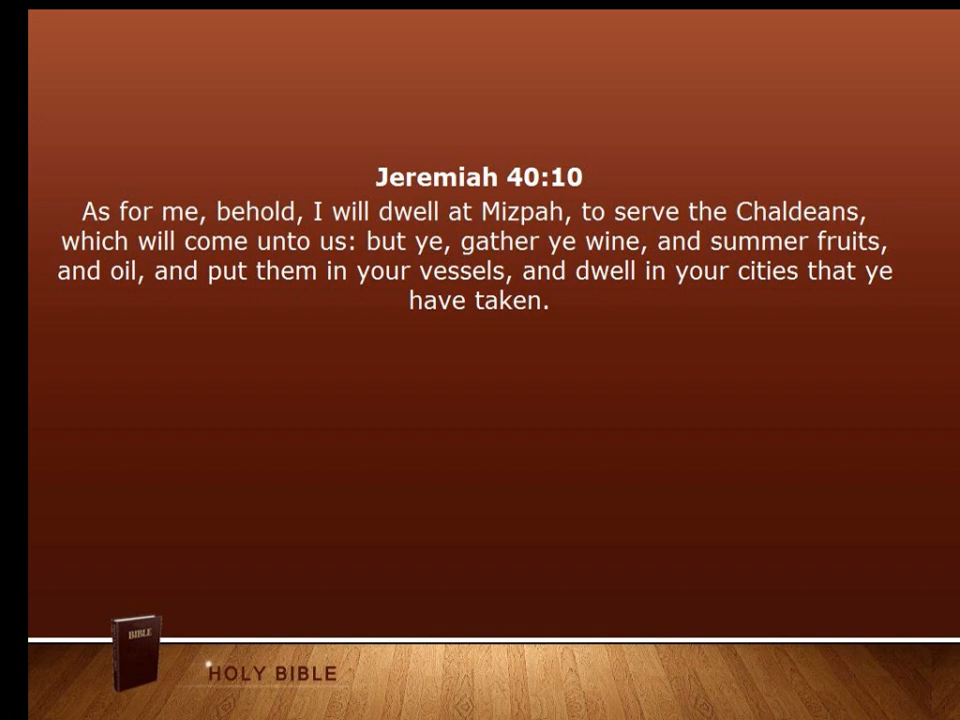 Jeremiah 40:10
As for me, behold, I will dwell at Mizpah, to serve the Chaldeans,
which will come unto us: but ye, gather ye wine, and summer fruits,
and oil, and put them in your vessels, and dwell in your cities that ye
have taken.
BIBLE
HOLY BIBLE